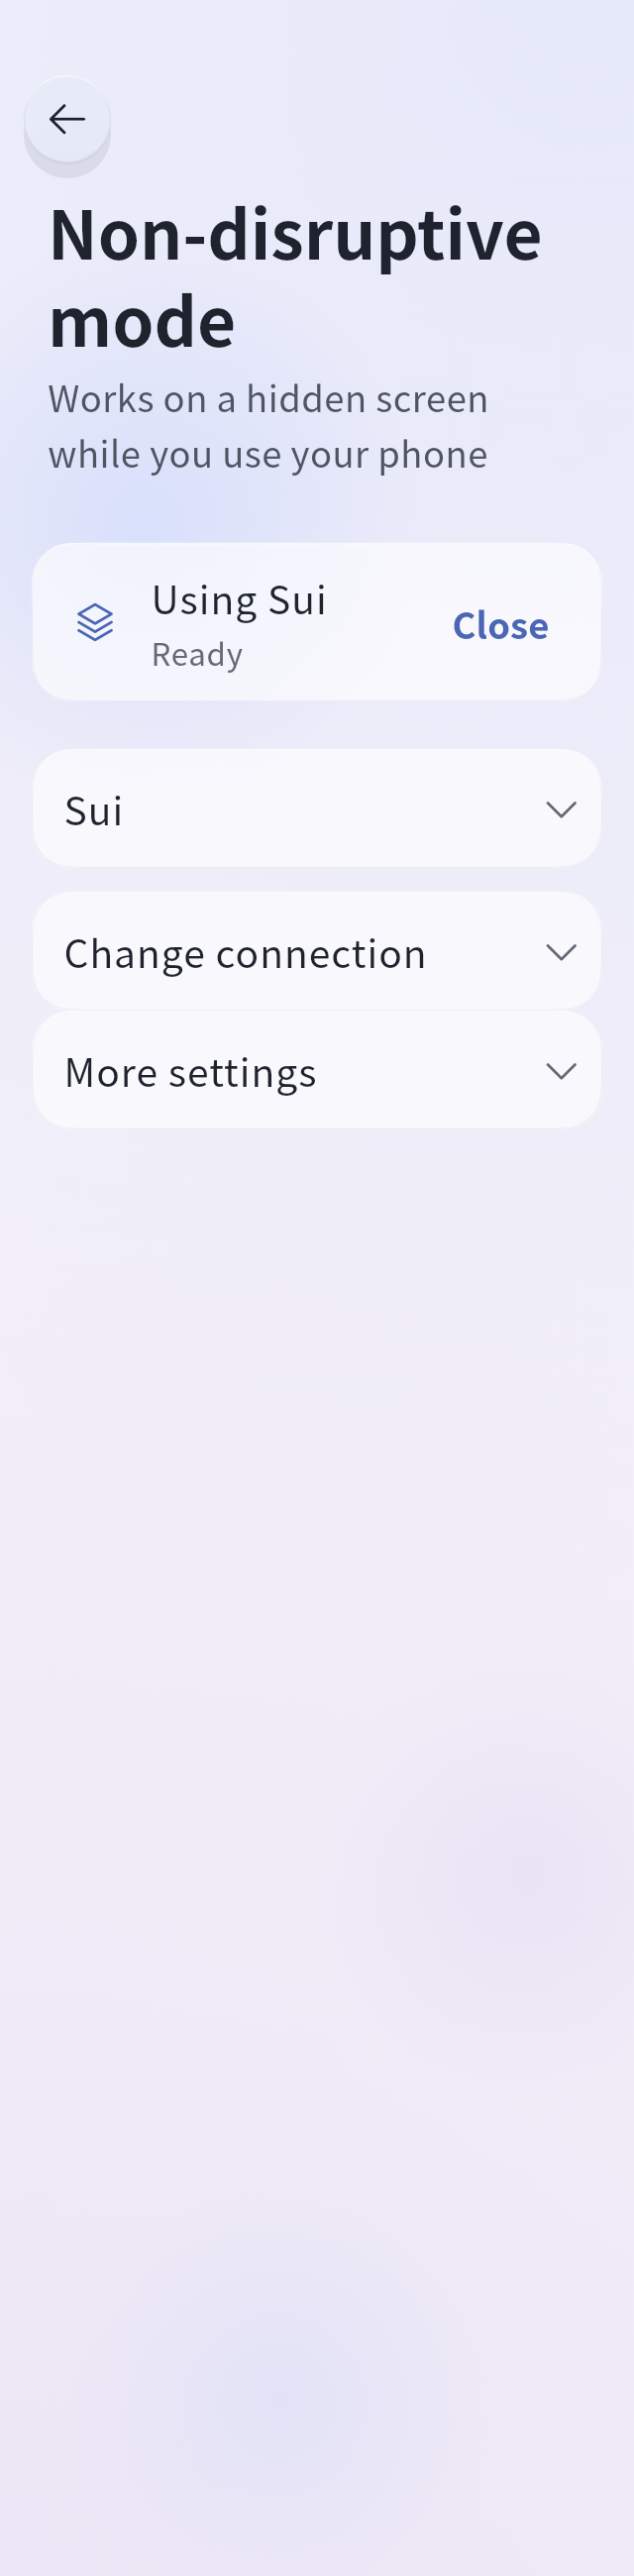 Non-disruptive
mode
Works on a hidden screen
while you use your phone
Using Sui
Ready
Close
Sui
Change connection
More settings